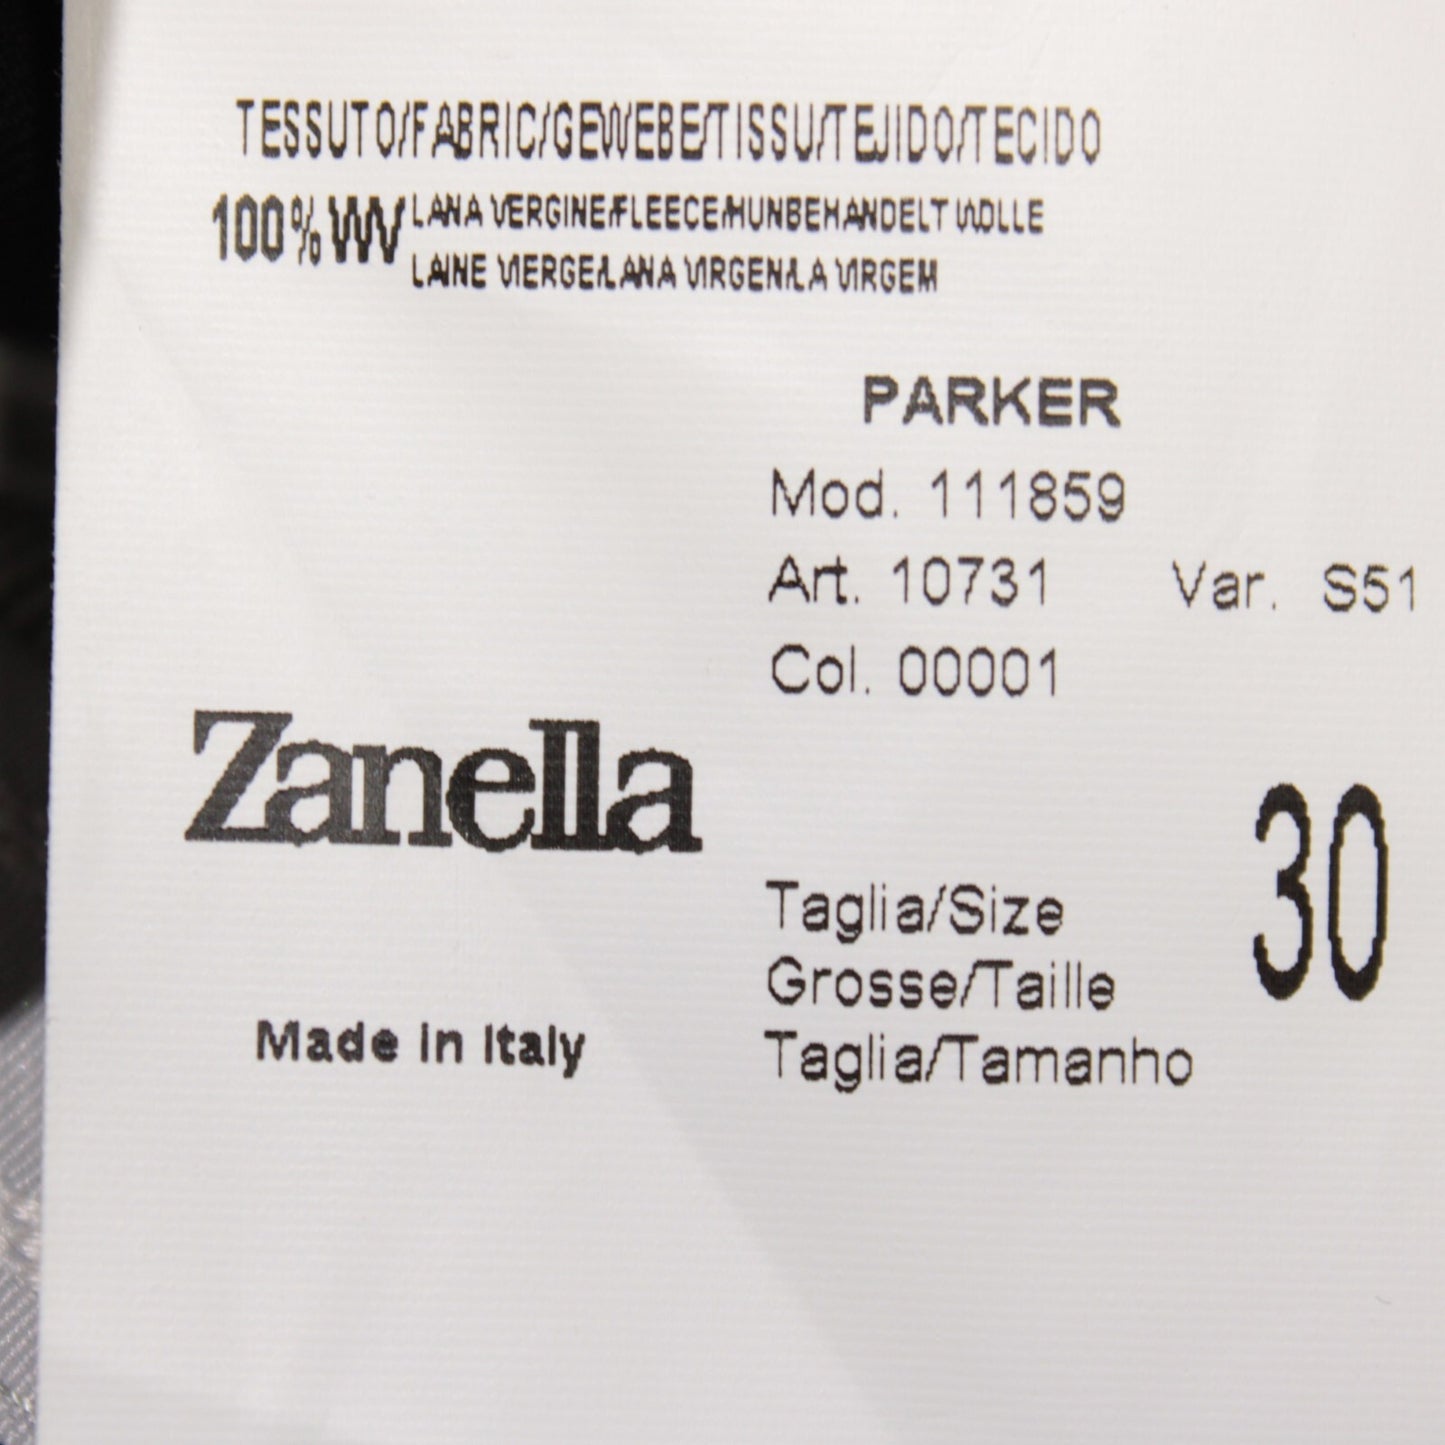 TESSUTO/FABRIC/GEWEBE/TISSU/TEJIDO/TECIDO
100% WV LANA VERGINE/FLEECE/HUNBEHANDELT WOLLE
LAINE VIERGE/LANA VIRGEN/LA VIRGEM
PARKER
Mod. 111859
Art. 10731 Var. S51
Col. 00001
Zanella
30
Taglia/Size
Grosse/Taille
Taglia/Tamanho
Made in Italy